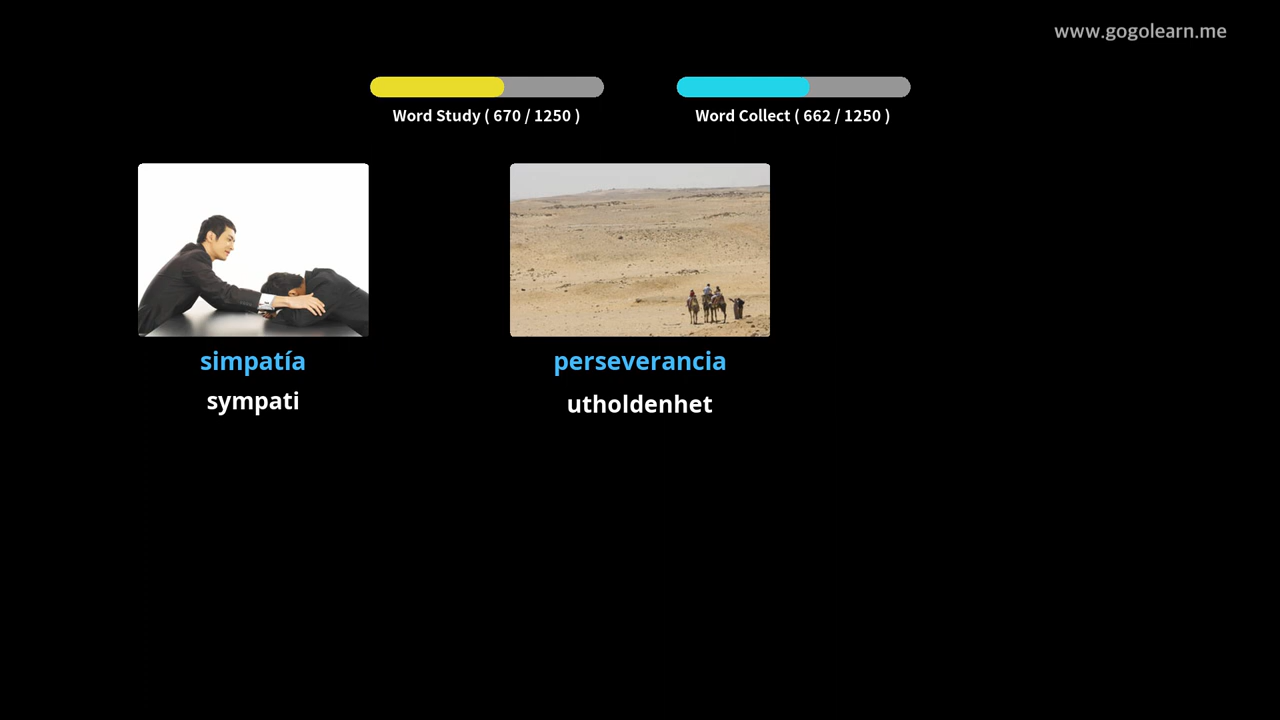 www.gogolearn.me
Word Study ( 670 / 1250 )
Word Collect ( 662 / 1250 )
simpatía
sympati
perseverancia
utholdenhet